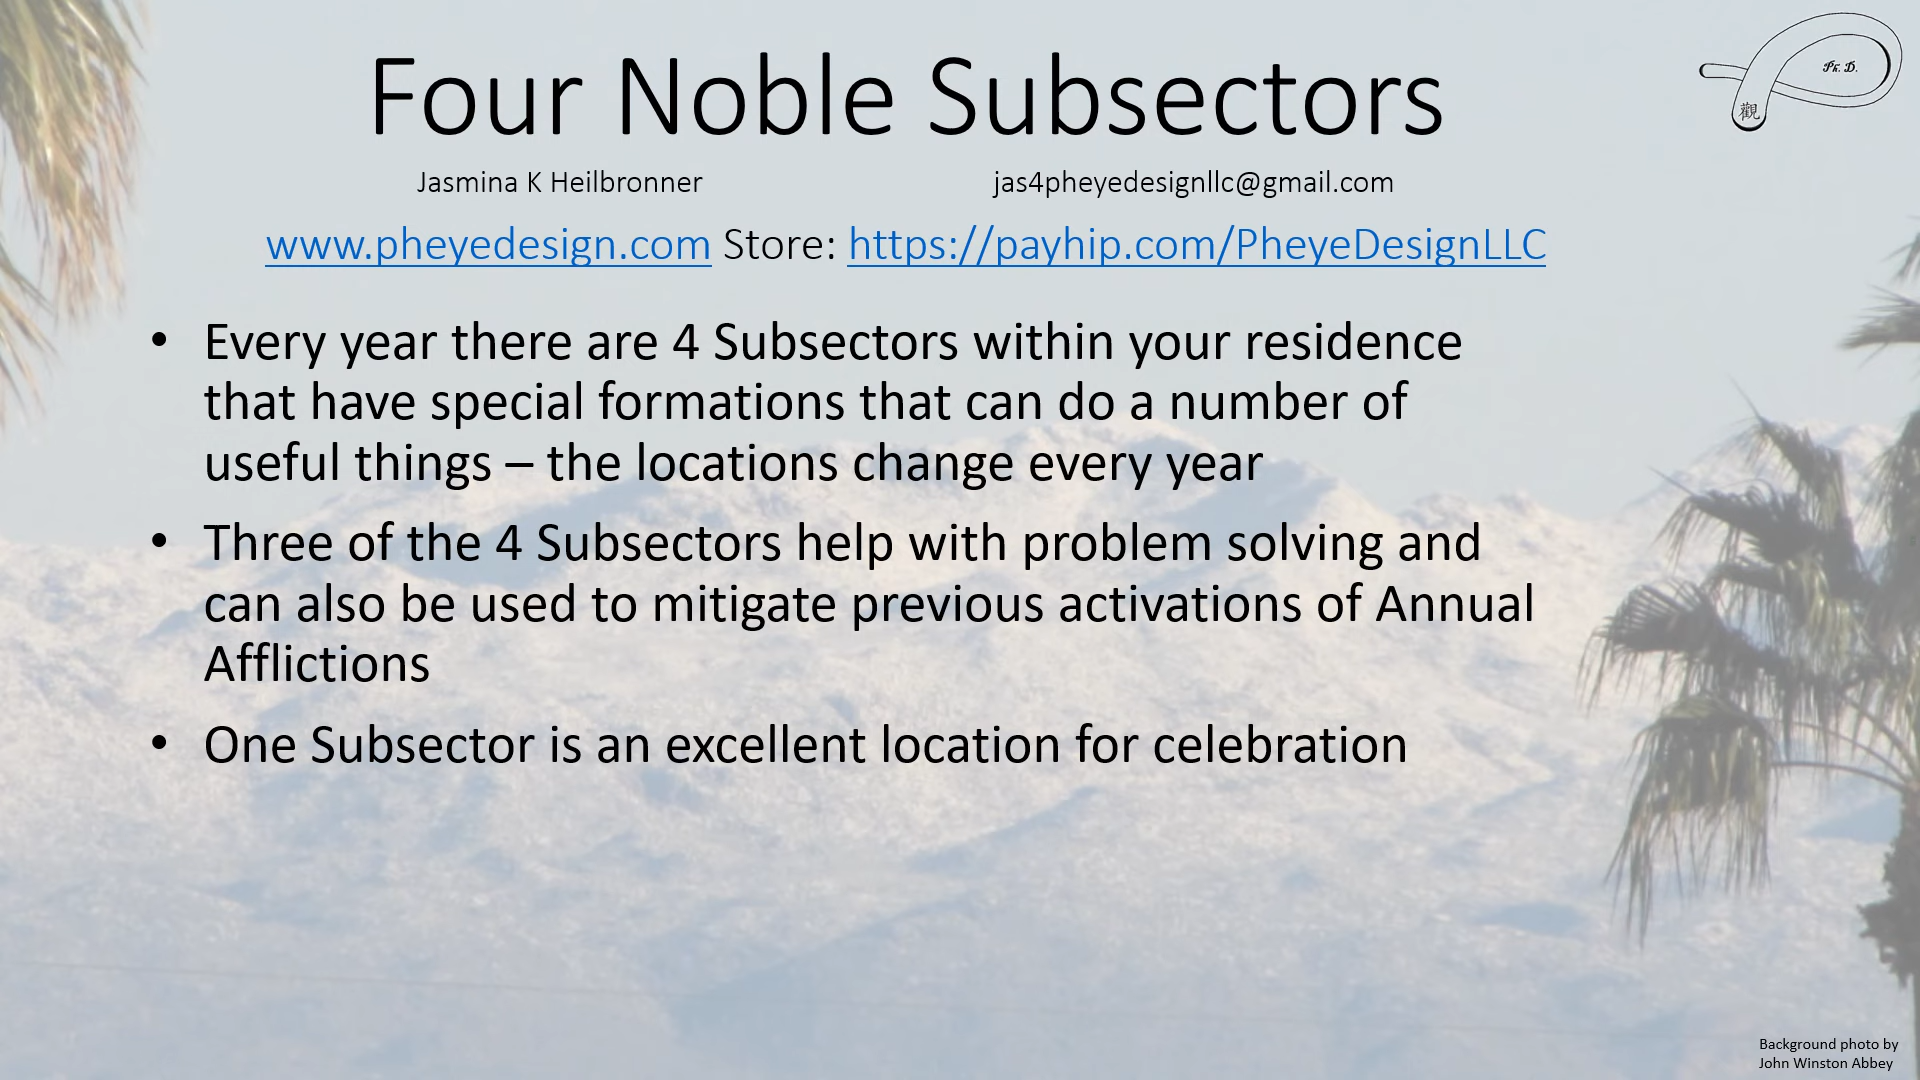 Four Noble Subsectors
Ph.D.
觀
Jasmina K Heilbronner jas4pheyedesignllc@gmail.com
www.pheyedesign.com Store: https://payhip.com/PheyeDesignLLC
• Every year there are 4 Subsectors within your residence
that have special formations that can do a number of
useful things – the locations change every year
• Three of the 4 Subsectors help with problem solving and
can also be used to mitigate previous activations of Annual
Afflictions
• One Subsector is an excellent location for celebration
Background photo by
John Winston Abbey